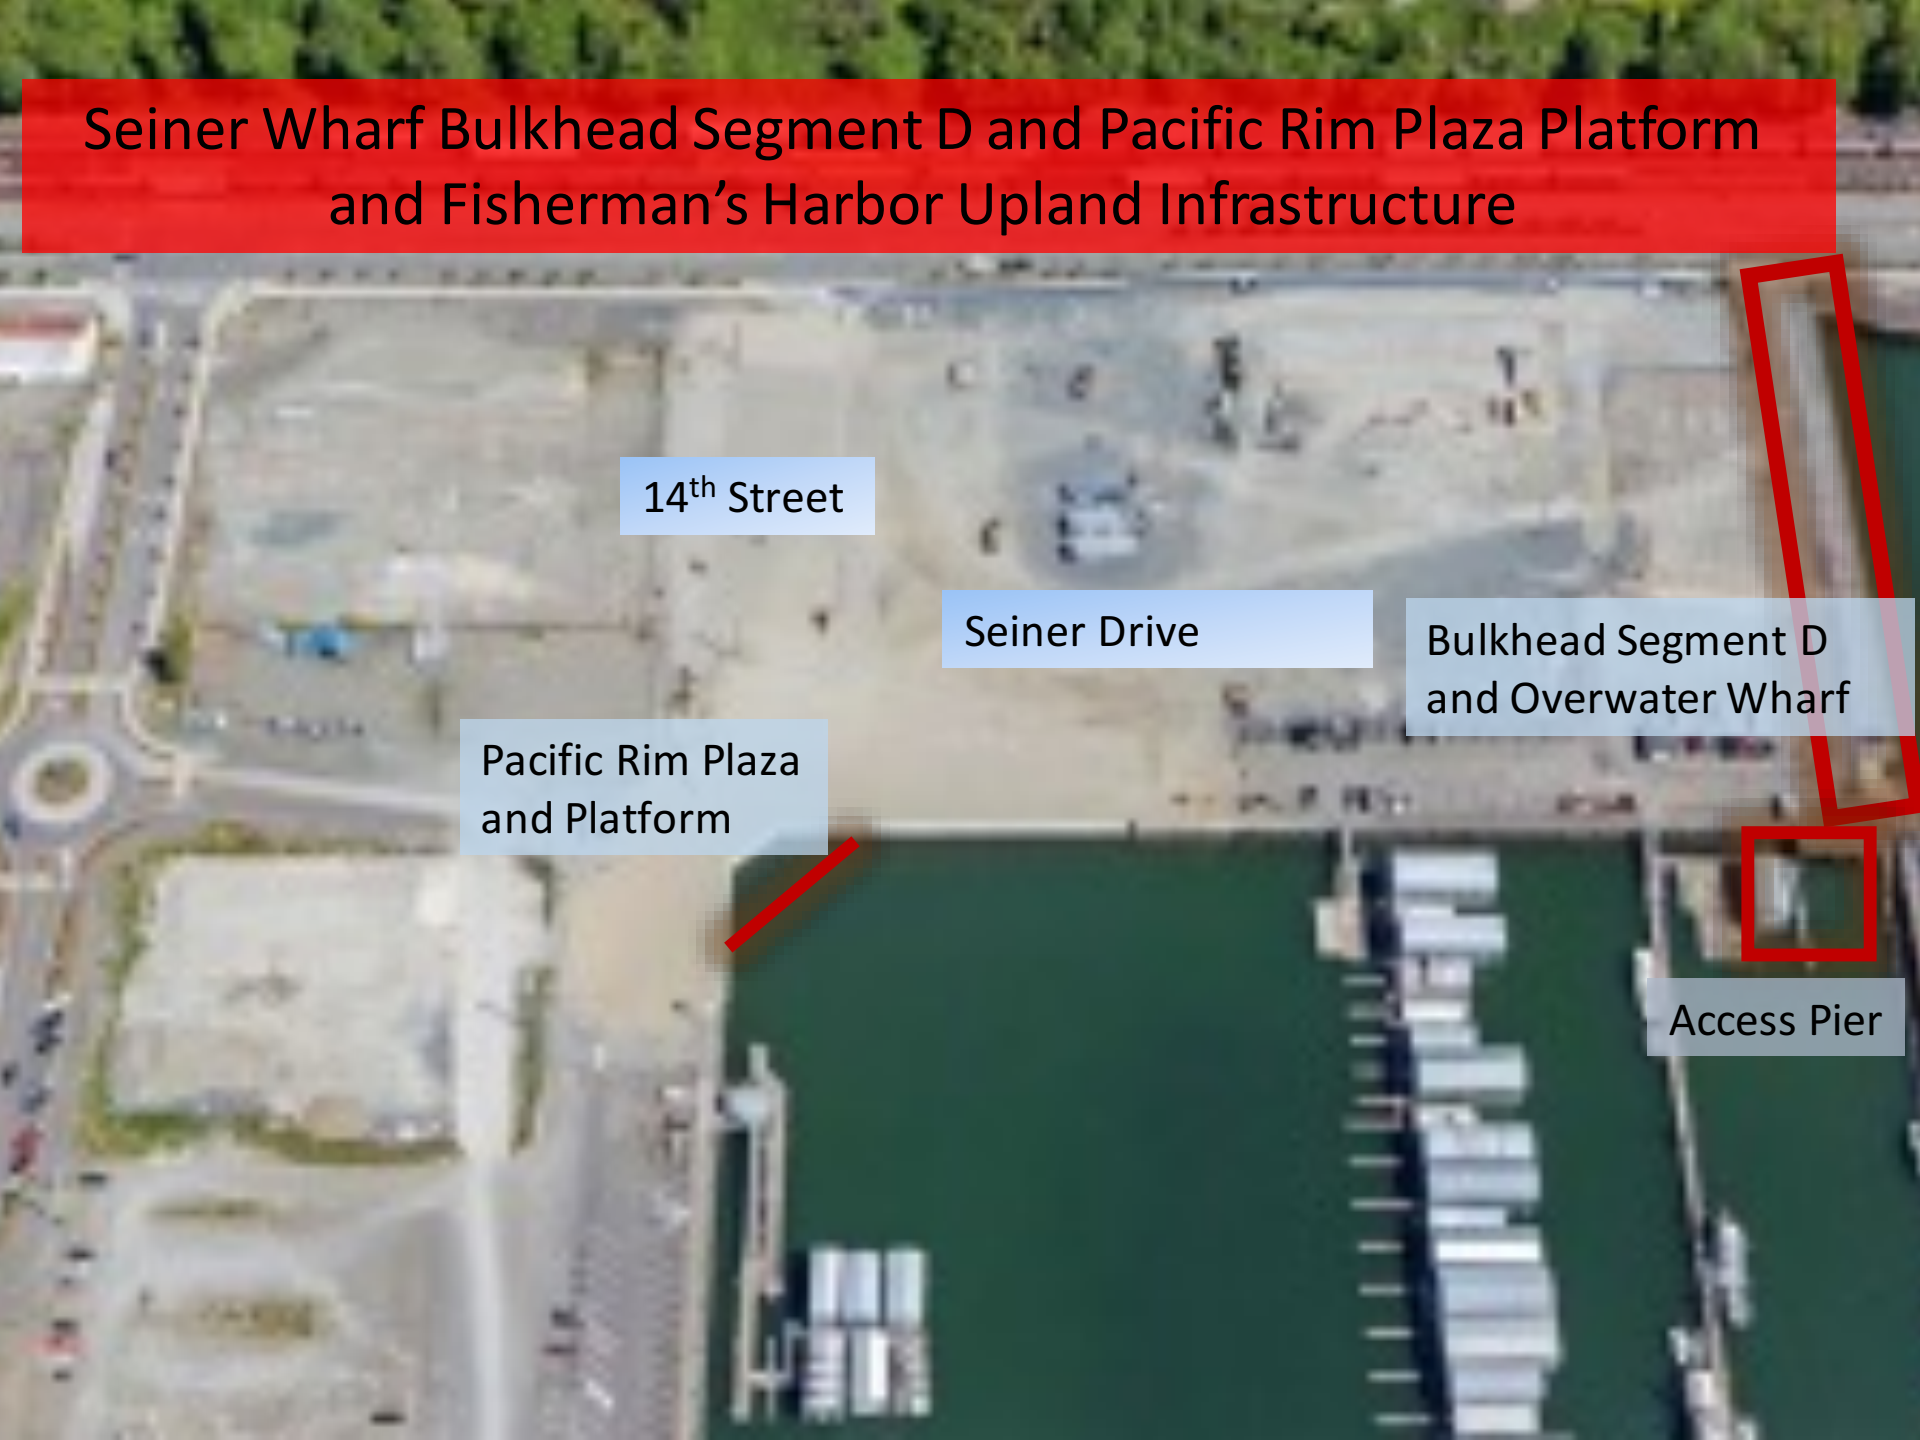 Seiner Wharf Bulkhead Segment D and Pacific Rim Plaza Platform
and Fisherman’s Harbor Upland Infrastructure
14th Street
Seiner Drive
Bulkhead Segment D
and Overwater Wharf
Pacific Rim Plaza
and Platform
Access Pier